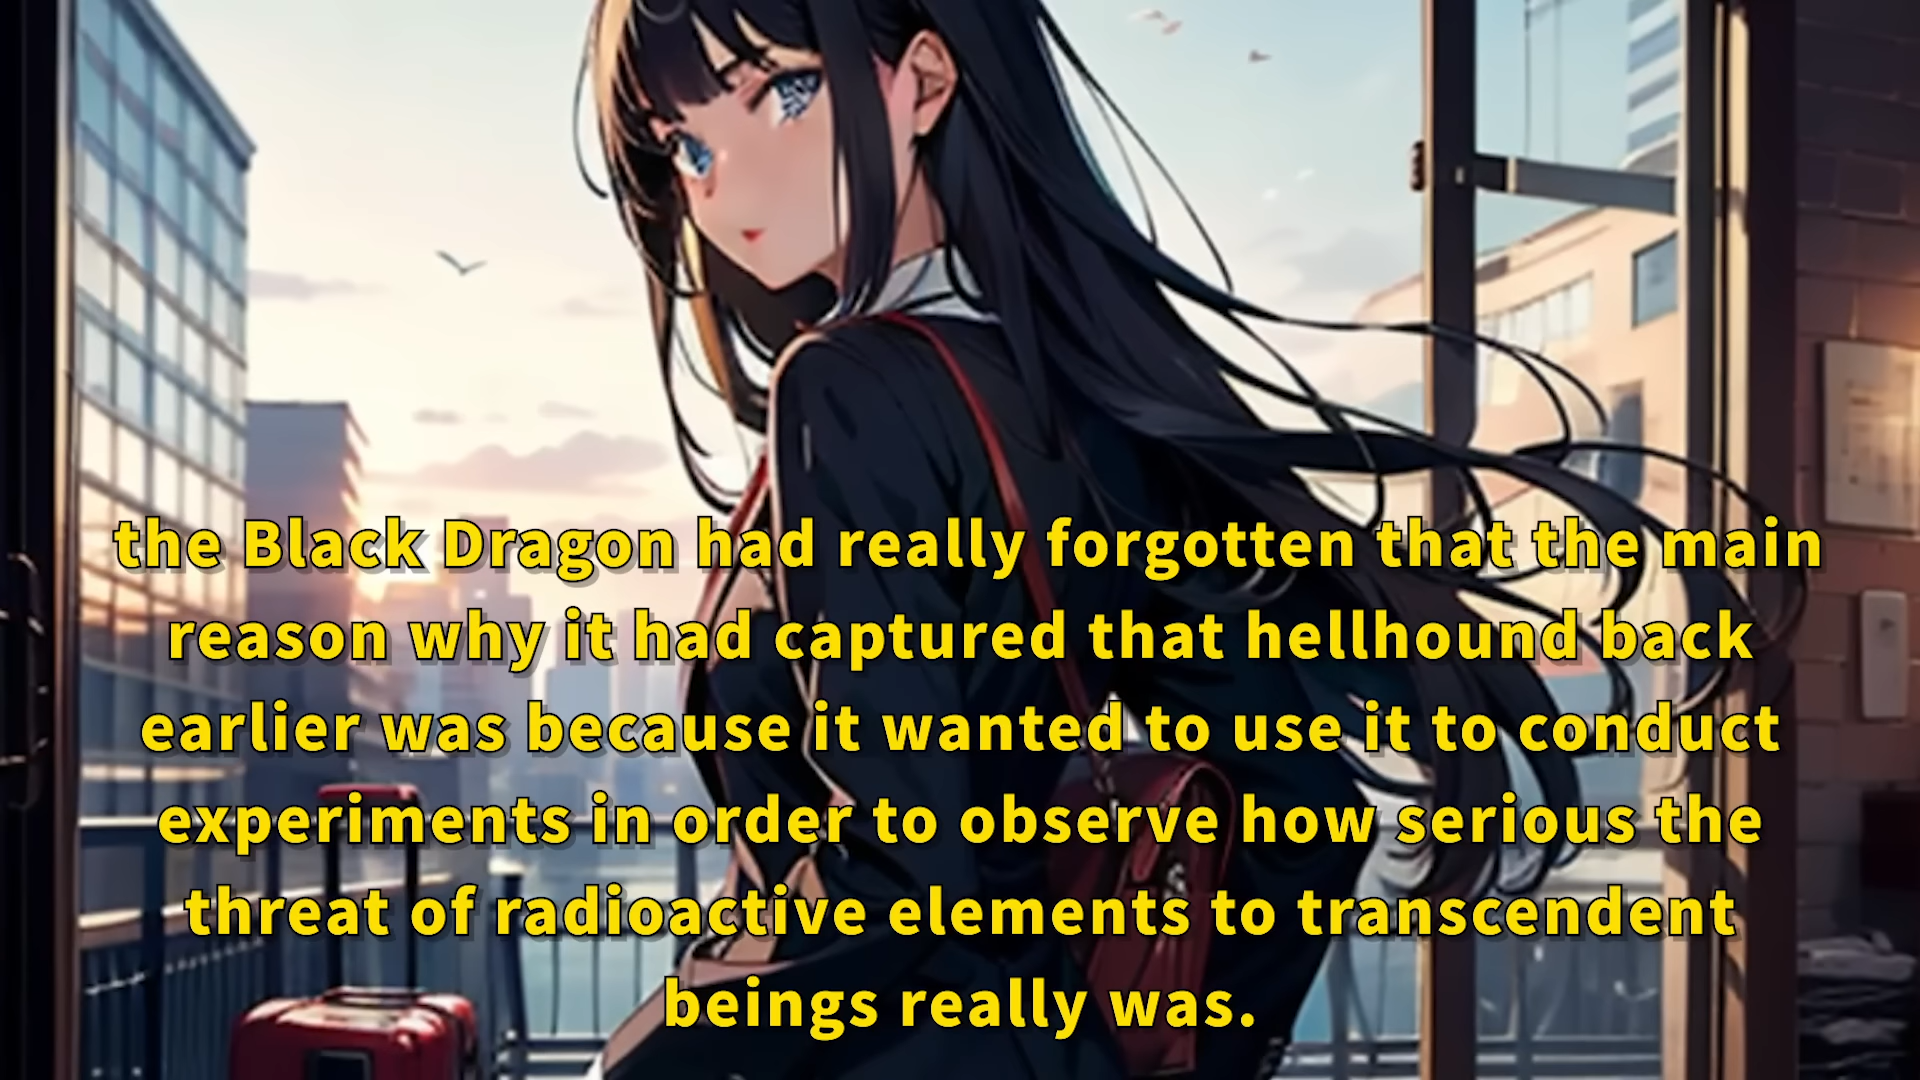 the Black Dragon had really forgotten that the main
reason why it had captured that hellhound back
earlier was because it wanted to use it to conduct
experiments in order to observe how serious the
threat of radioactive elements to transcendent
beings really was.